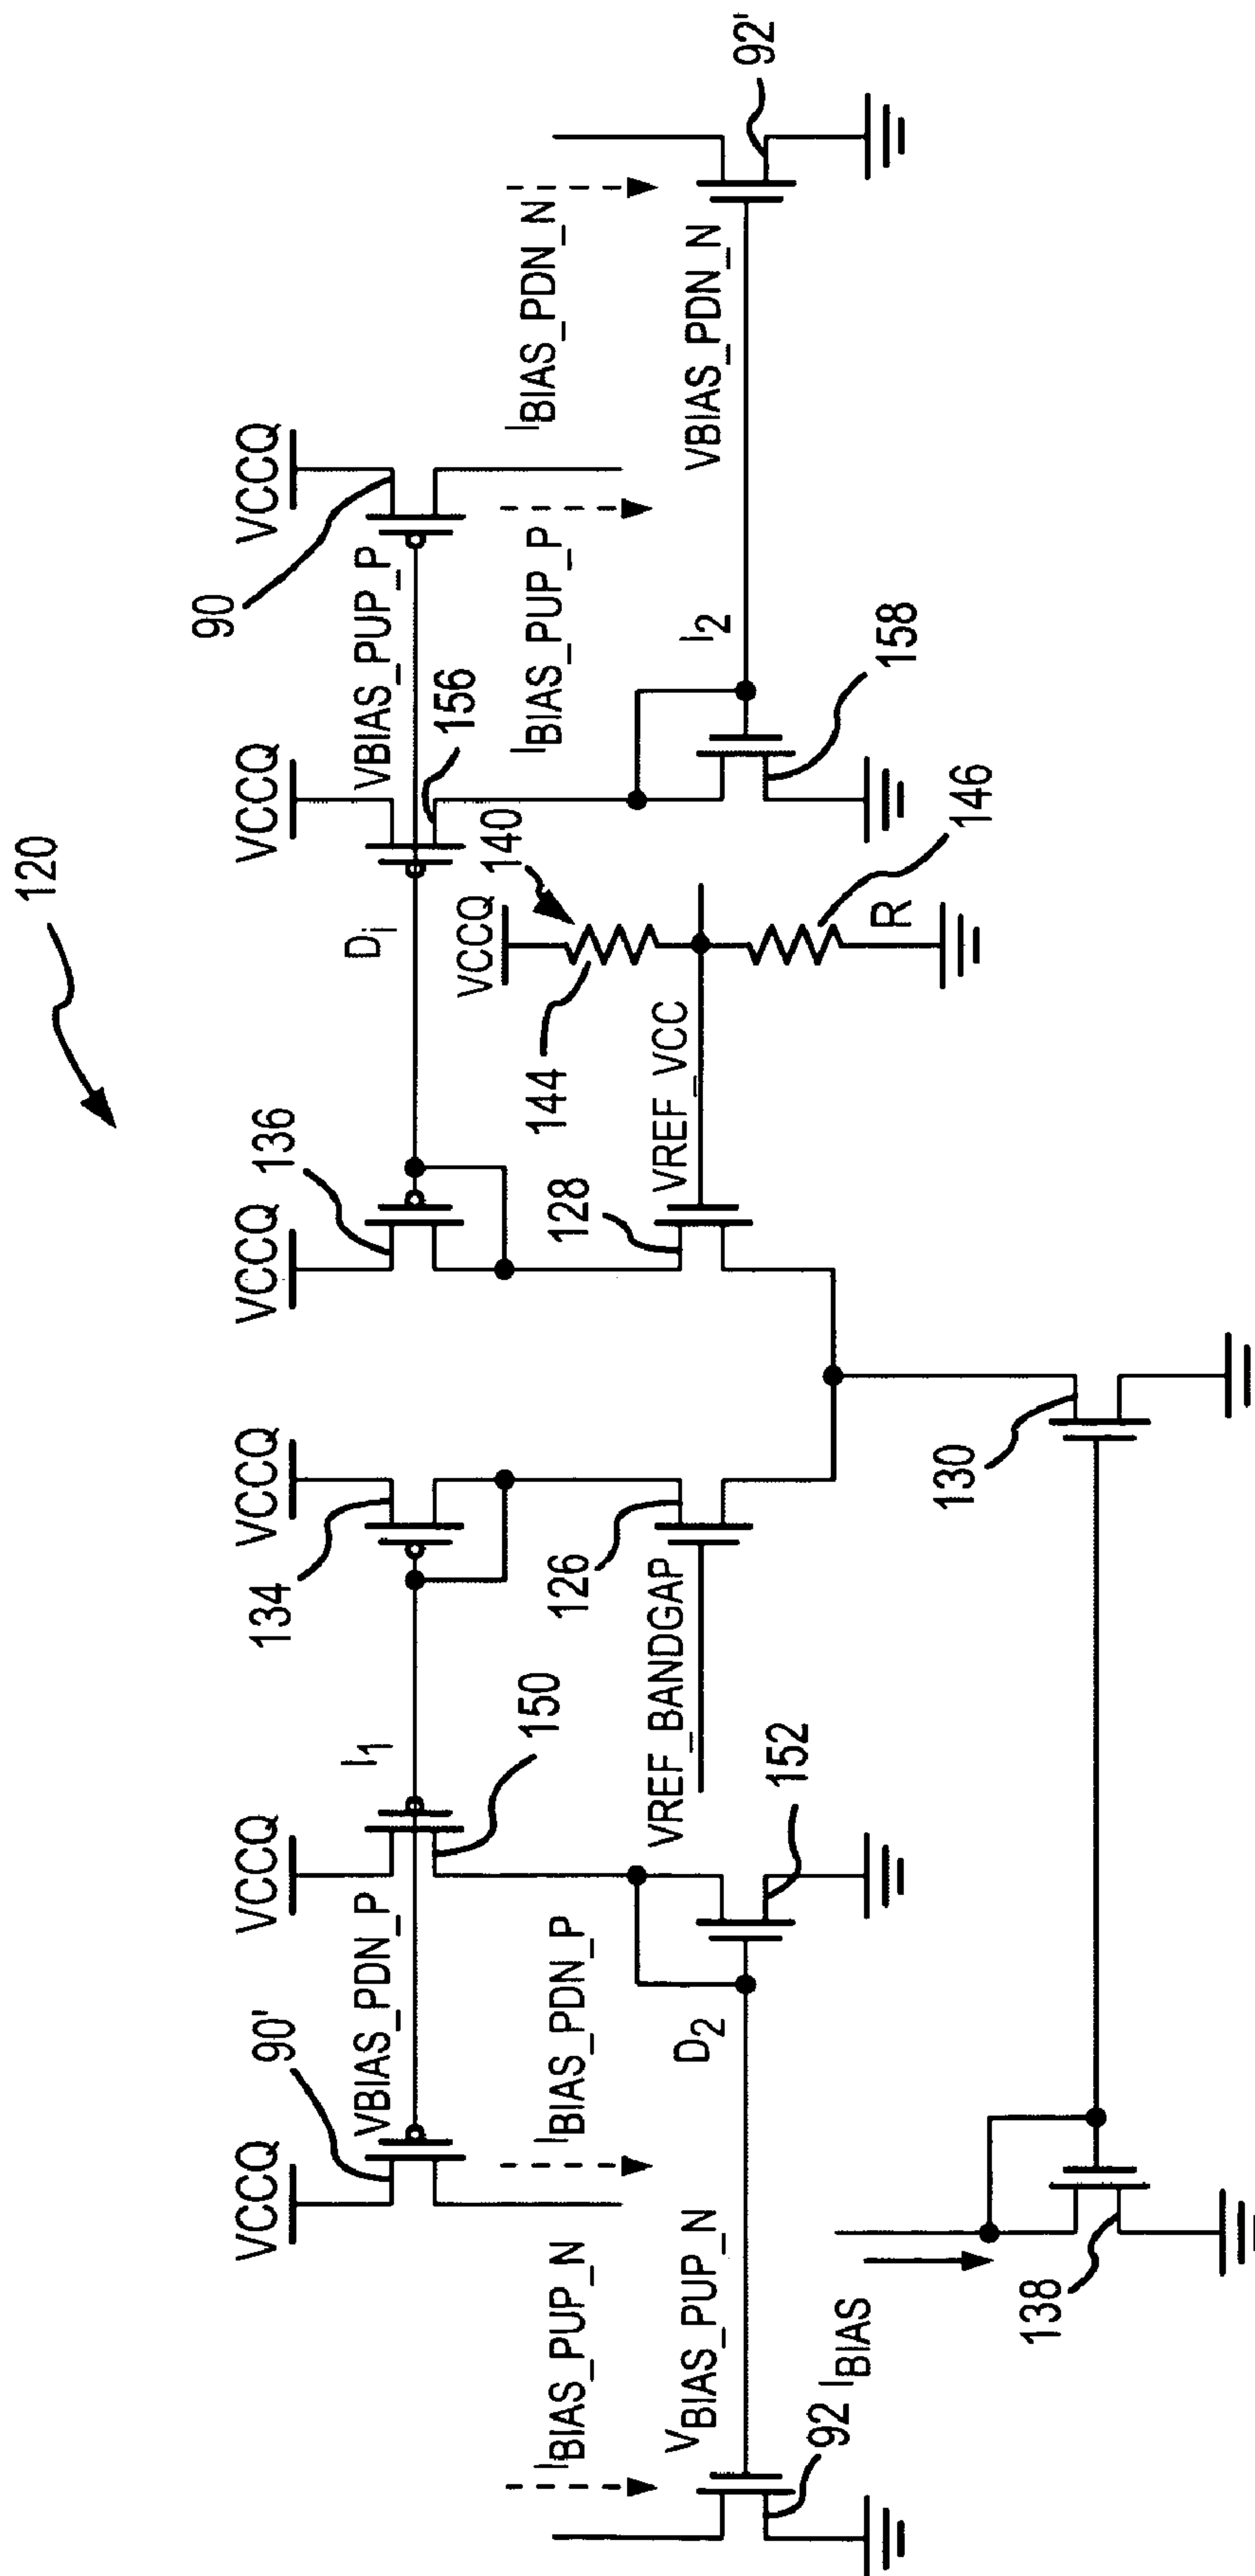 120
VCCQ
VCCQ
VCCQ
VCCQ
VCCQ
VCCQ
90'
134
136
90
I1
Di
VBIAS_PDN_P
VBIAS_PUP_P
150
156
140
VCCQ
92'
IBIAS_PUP_N
IBIAS_PDN_P
126
128
144
IBIAS_PUP_P
IBIAS_PDN_N
VBIAS_PUP_N
D2
VREF_BANDGAP
VREF_VCC
I2
VBIAS_PDN_N
152
R
146
158
92
IBIAS
130
138